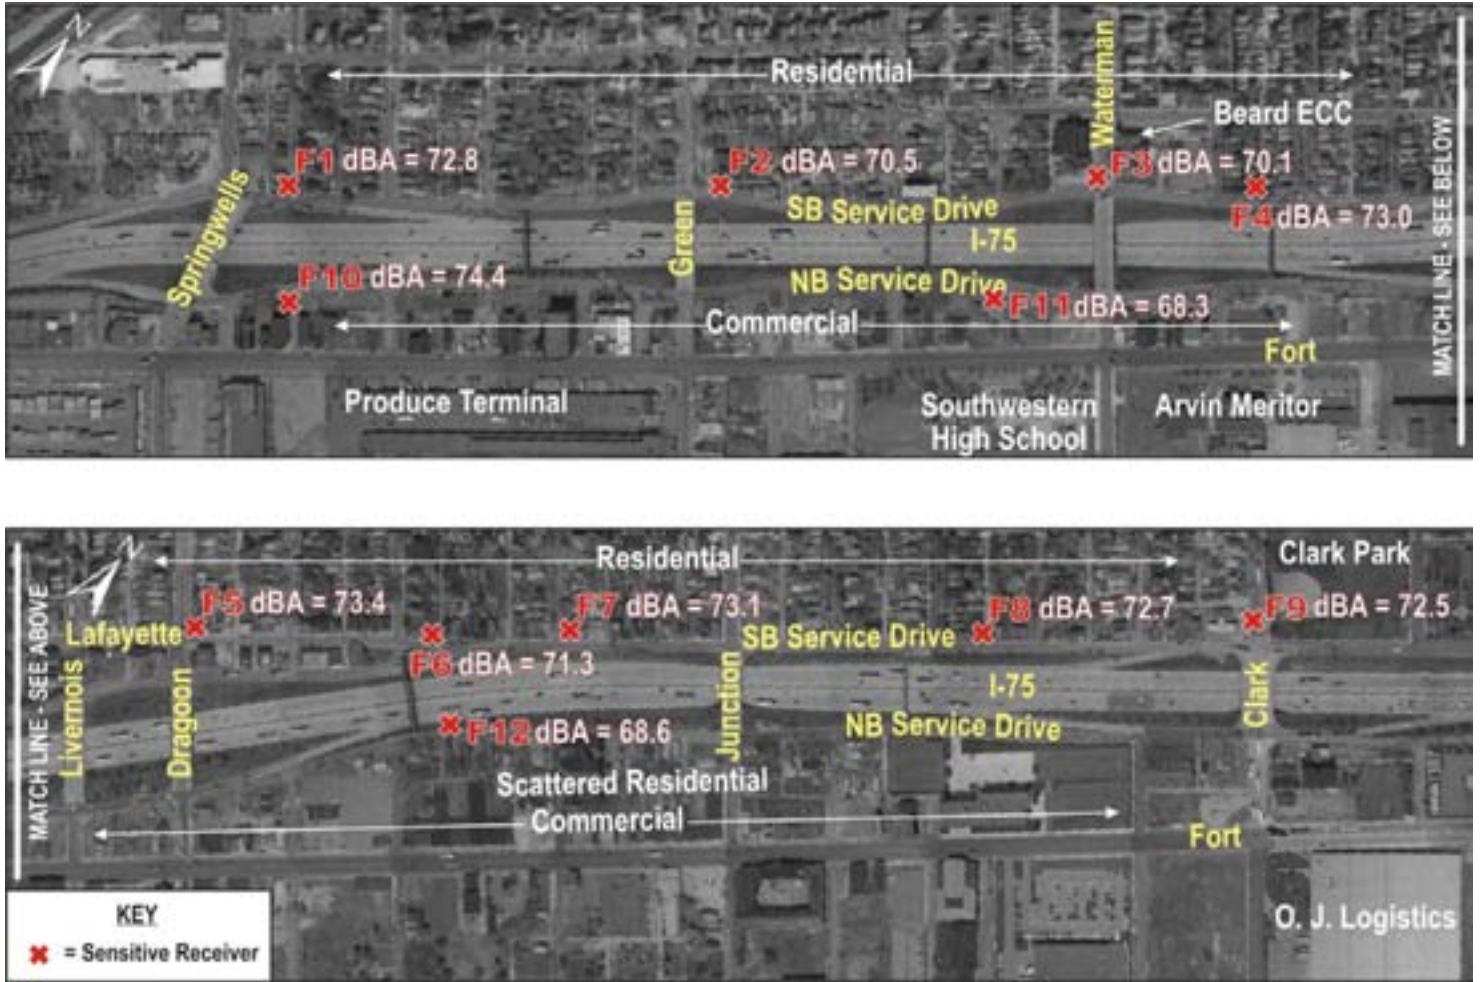 N
Residential
Waterman
Beard ECC
F1 dBA = 72.8
F2 dBA = 70.5
F3 dBA = 70.1
F4 dBA = 73.0
Springwells
Green
SB Service Drive
I-75
NB Service Drive
F10 dBA = 74.4
F11 dBA = 68.3
Commercial
Fort
Produce Terminal
Southwestern
High School
Arvin Meritor
MATCH LINE - SEE BELOW
MATCH LINE - SEE ABOVE
N
Residential
Clark Park
F5 dBA = 73.4
F7 dBA = 73.1
F8 dBA = 72.7
F9 dBA = 72.5
Lafayette
SB Service Drive
F6 dBA = 71.3
Livernois
Dragoon
Junction
I-75
Clark
F12 dBA = 68.6
NB Service Drive
Scattered Residential
Commercial
Fort
O. J. Logistics
KEY
= Sensitive Receiver